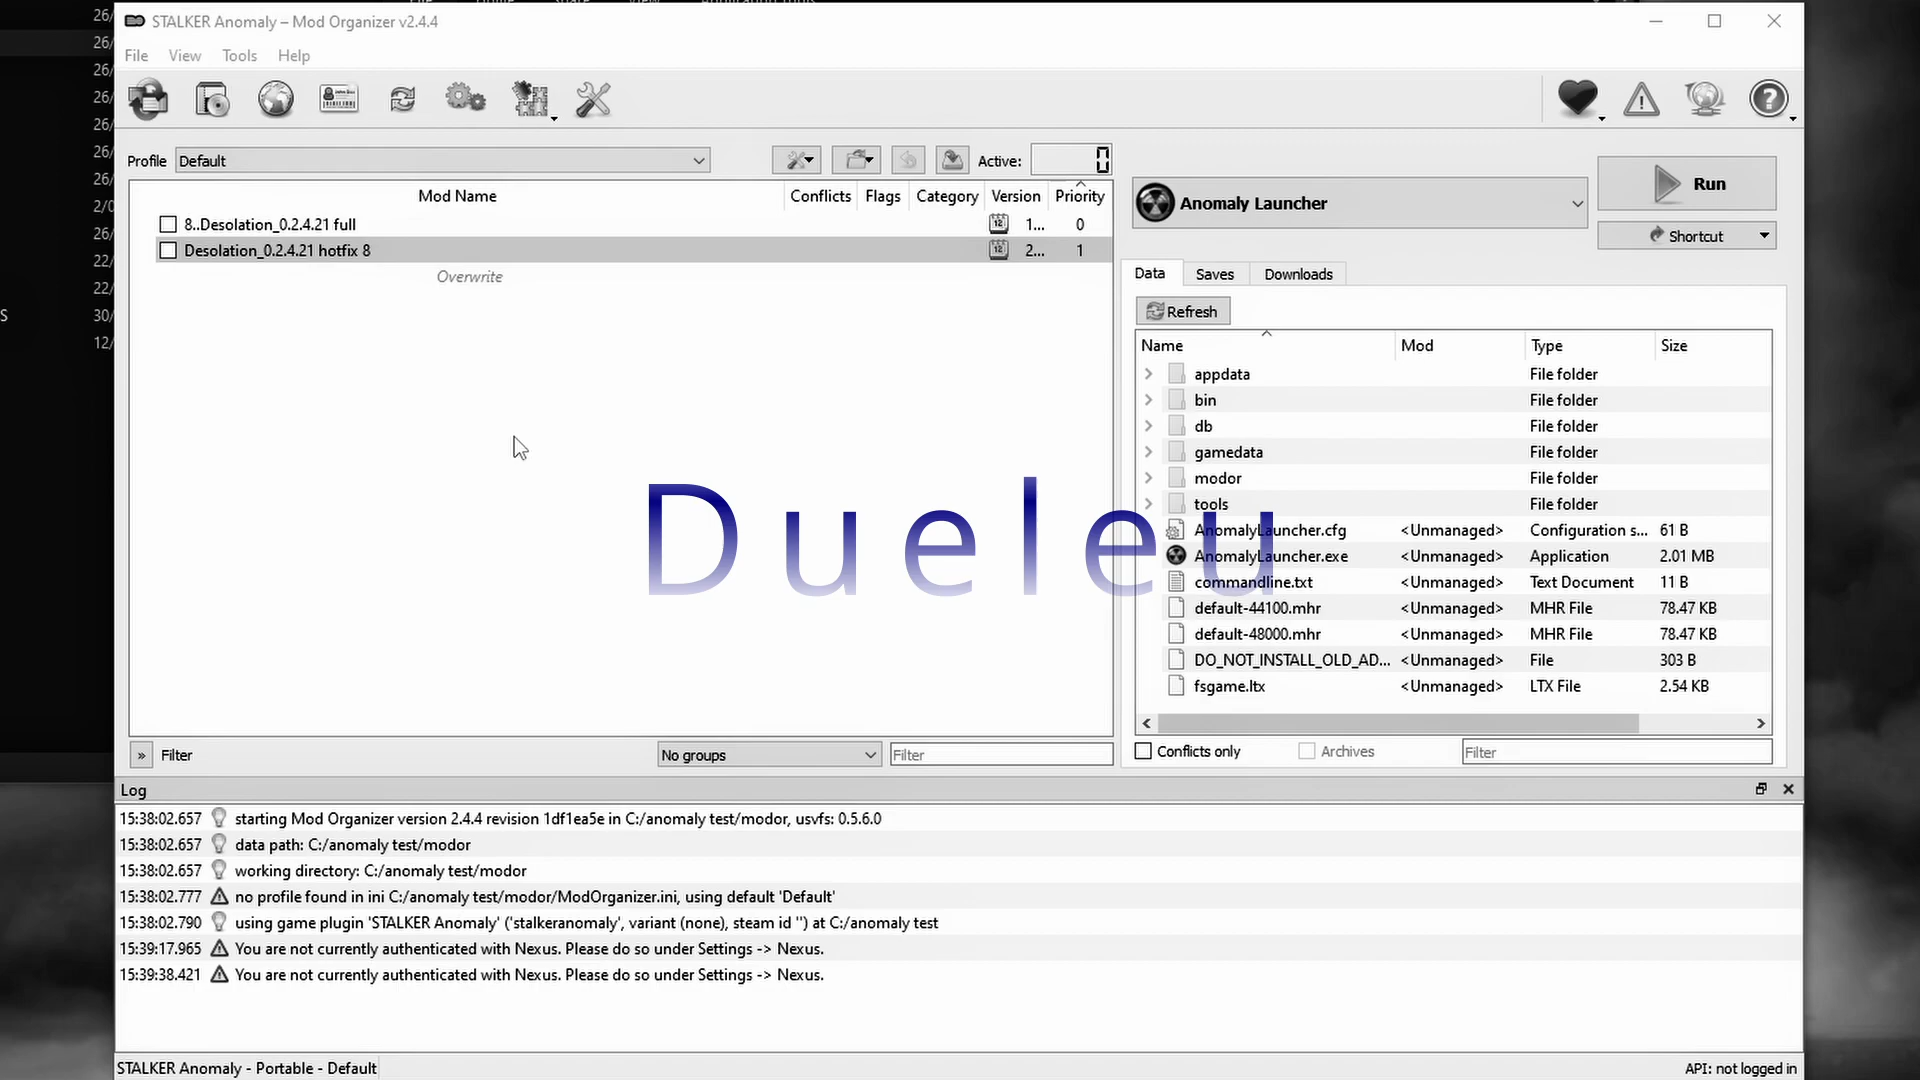 STALKER Anomaly – Mod Organizer v2.4.4
File View Tools Help
Profile Default Active: 0
Mod Name Conflicts Flags Category Version Priority
8..Desolation_0.2.4.21 full 1... 0
Desolation_0.2.4.21 hotfix 8 2... 1
Overwrite
Anomaly Launcher
Run
Shortcut
Data Saves Downloads
Refresh
Name Mod Type Size
appdata File folder
bin File folder
db File folder
gamedata File folder
modor File folder
tools File folder
AnomalyLauncher.cfg <Unmanaged> Configuration s... 61 B
AnomalyLauncher.exe <Unmanaged> Application 2.01 MB
commandline.txt <Unmanaged> Text Document 11 B
default-44100.mhr <Unmanaged> MHR File 78.47 KB
default-48000.mhr <Unmanaged> MHR File 78.47 KB
DO_NOT_INSTALL_OLD_AD... <Unmanaged> File 303 B
fsgame.ltx <Unmanaged> LTX File 2.54 KB
Dueleu
» Filter No groups Filter
Conflicts only Archives Filter
Log
15:38:02.657 starting Mod Organizer version 2.4.4 revision 1df1ea5e in C:/anomaly test/modor, usvfs: 0.5.6.0
15:38:02.657 data path: C:/anomaly test/modor
15:38:02.657 working directory: C:/anomaly test/modor
15:38:02.777 no profile found in ini C:/anomaly test/modor/ModOrganizer.ini, using default 'Default'
15:38:02.790 using game plugin 'STALKER Anomaly' ('stalkeranomaly', variant (none), steam id '') at C:/anomaly test
15:39:17.965 You are not currently authenticated with Nexus. Please do so under Settings -> Nexus.
15:39:38.421 You are not currently authenticated with Nexus. Please do so under Settings -> Nexus.
STALKER Anomaly - Portable - Default API: not logged in